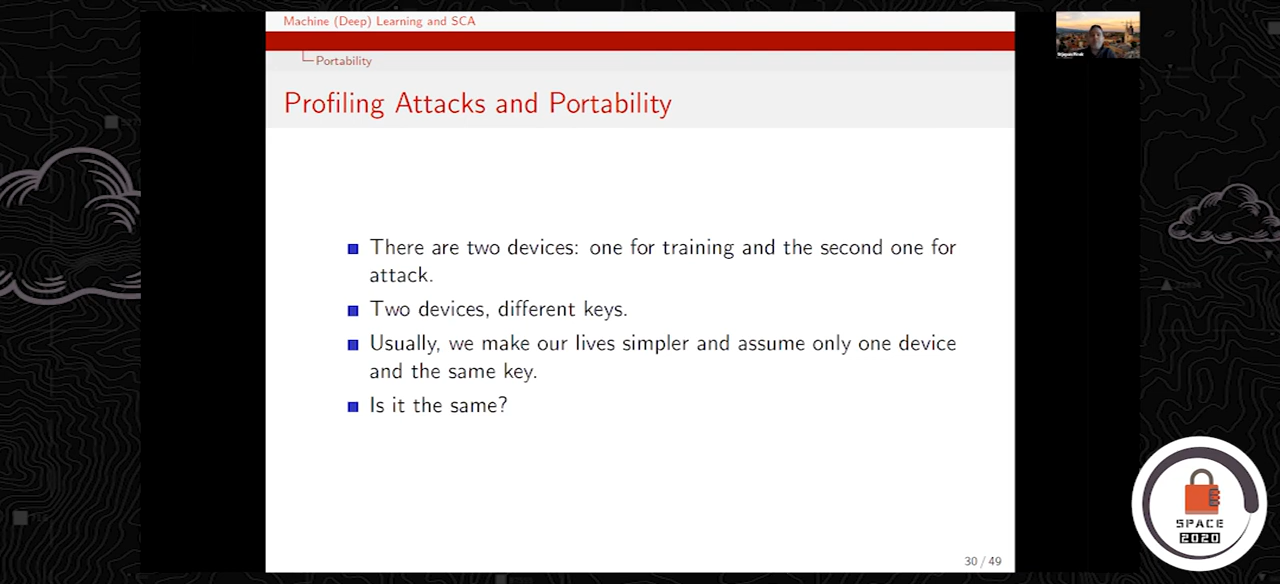 Machine (Deep) Learning and SCA
Portability
Profiling Attacks and Portability
There are two devices: one for training and the second one for
attack.
Two devices, different keys.
Usually, we make our lives simpler and assume only one device
and the same key.
Is it the same?
30 / 49
SPACE
2020